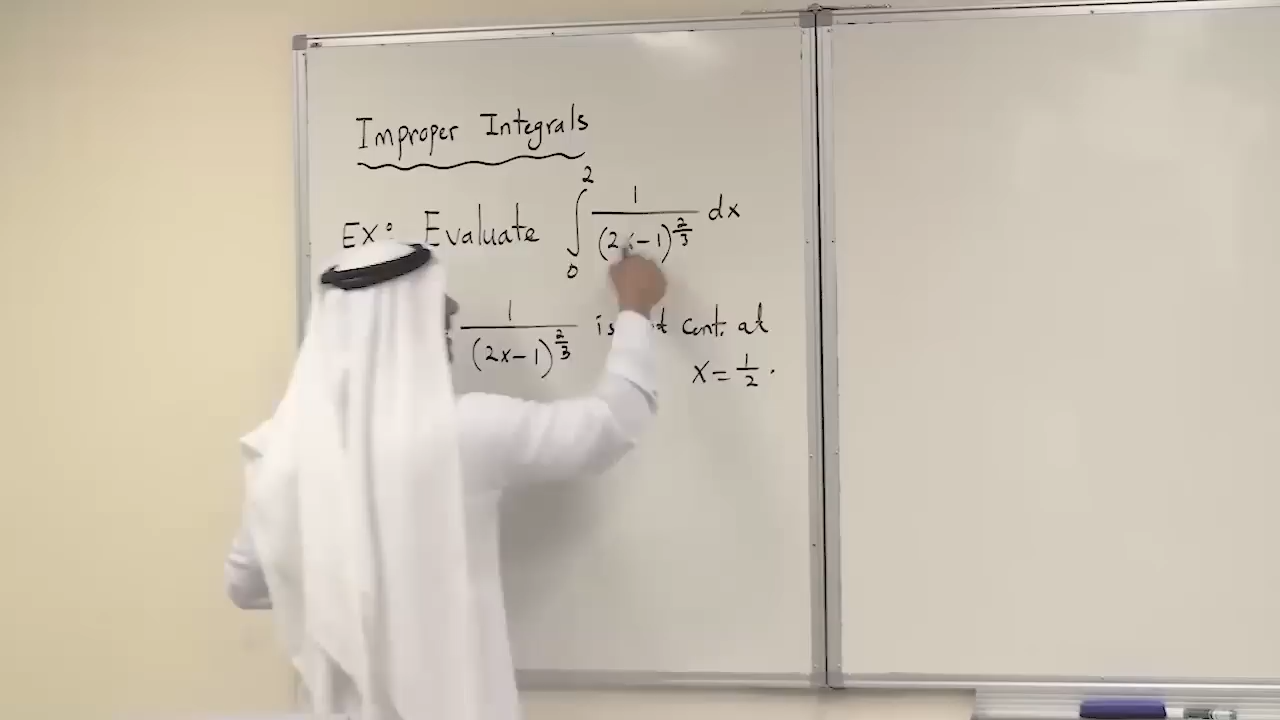 Improper Integrals
Ex: Evaluate ∫₀² 1/(2x-1)^(2/3) dx
1/(2x-1)^(2/3) is cont. at
x = 1/2 .